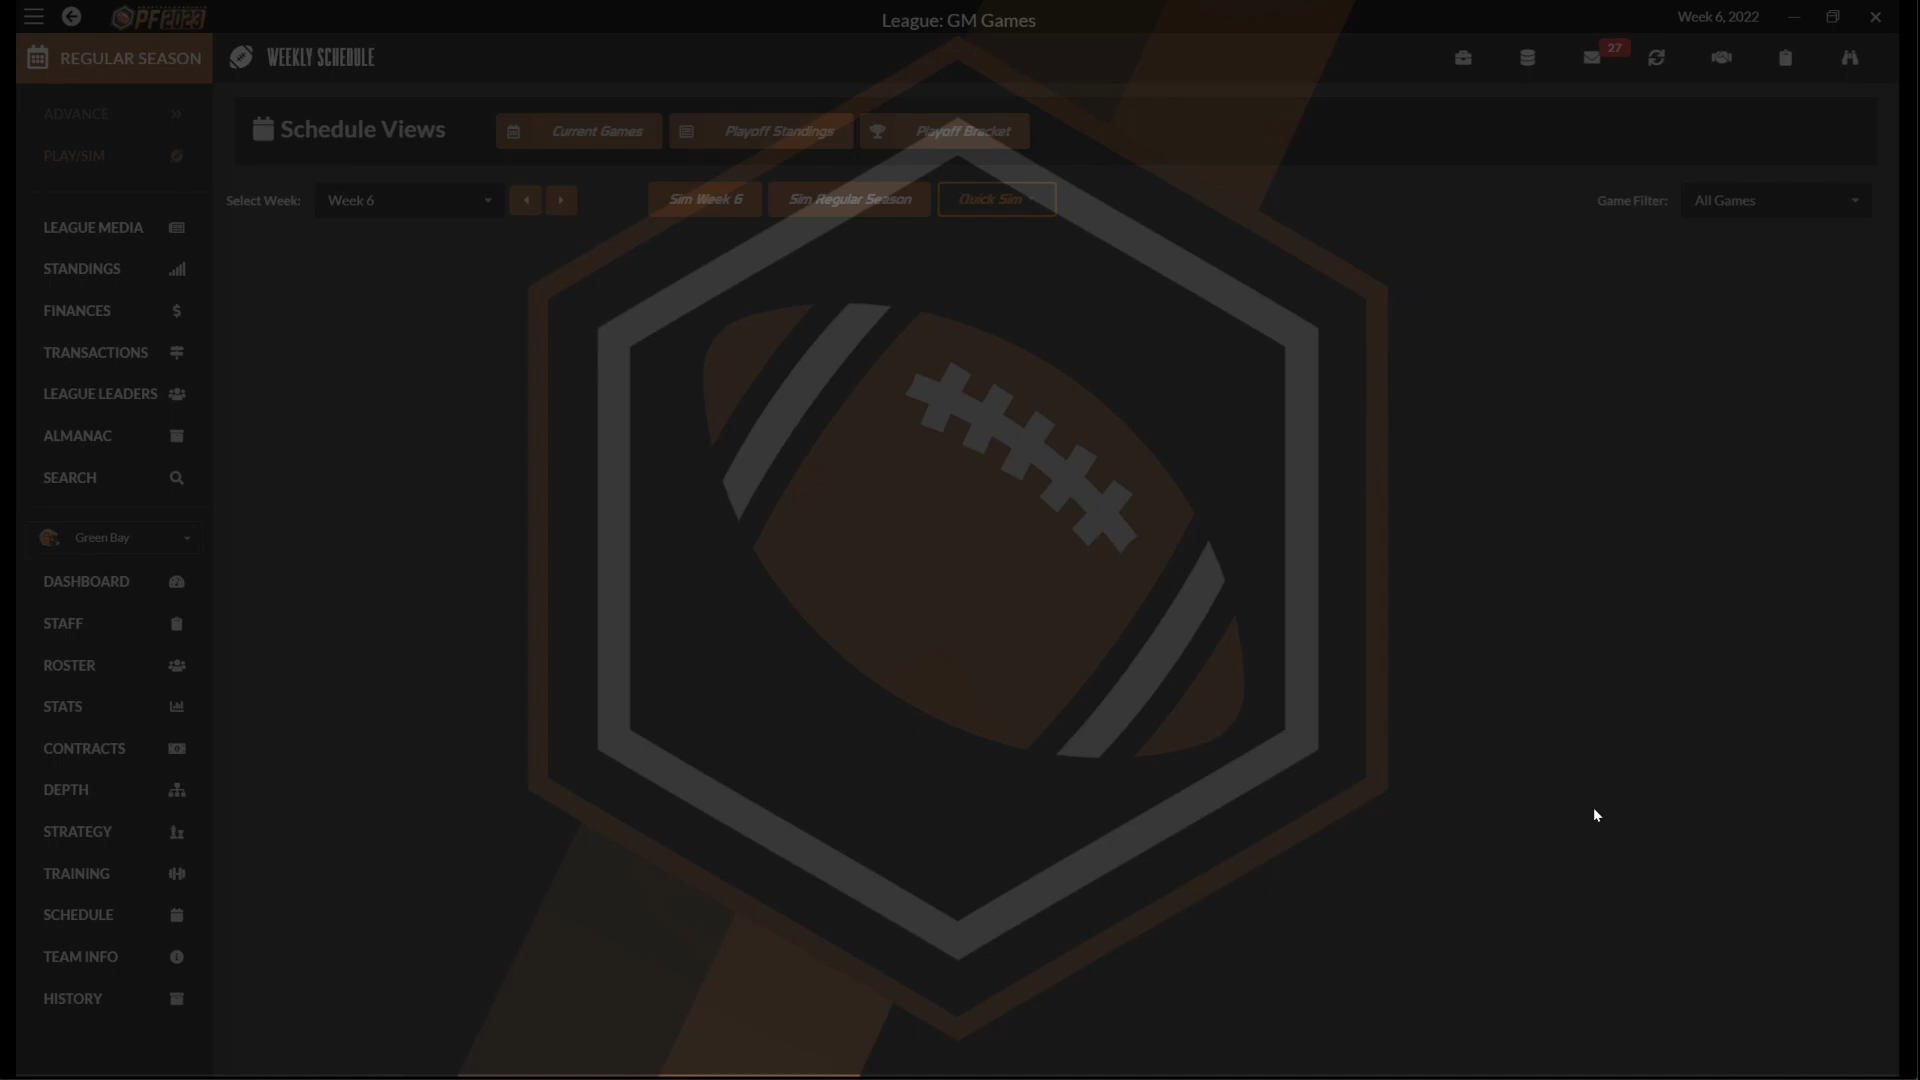 PF2023
League: GM Games
Week 6, 2022
REGULAR SEASON
WEEKLY SCHEDULE
27
ADVANCE
PLAY/SIM
Schedule Views
Current Games
Playoff Standings
Playoff Bracket
Select Week:
Week 6
Sim Week 6
Sim Regular Season
Quick Sim
Game Filter:
All Games
LEAGUE MEDIA
STANDINGS
FINANCES
TRANSACTIONS
LEAGUE LEADERS
ALMANAC
SEARCH
Green Bay
DASHBOARD
STAFF
ROSTER
STATS
CONTRACTS
DEPTH
STRATEGY
TRAINING
SCHEDULE
TEAM INFO
HISTORY